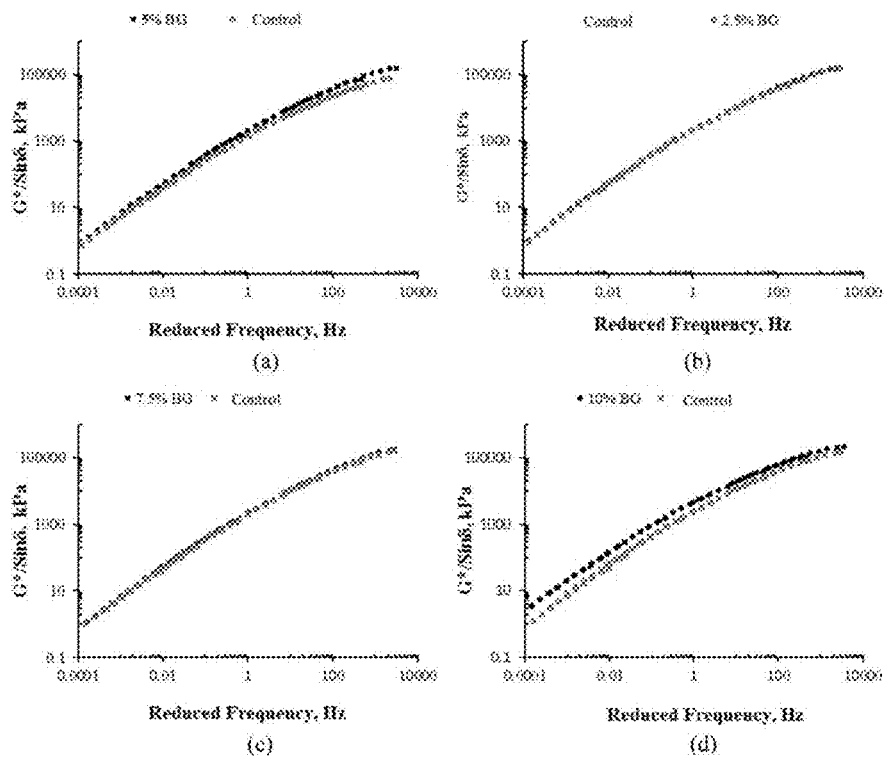 5% BG Control
Control 2.5% BG
G*/Sinδ, kPa
100000
1000
10
0.1
0.0001 0.01 1 100 10000
Reduced Frequency, Hz
(a)
G*/Sinδ, kPa
100000
1000
10
0.1
0.0001 0.01 1 100 10000
Reduced Frequency, Hz
(b)
7.5% BG Control
10% BG Control
G*/Sinδ, kPa
100000
1000
10
0.1
0.0001 0.01 1 100 10000
Reduced Frequency, Hz
(c)
G*/Sinδ, kPa
100000
1000
10
0.1
0.0001 0.01 1 100 10000
Reduced Frequency, Hz
(d)